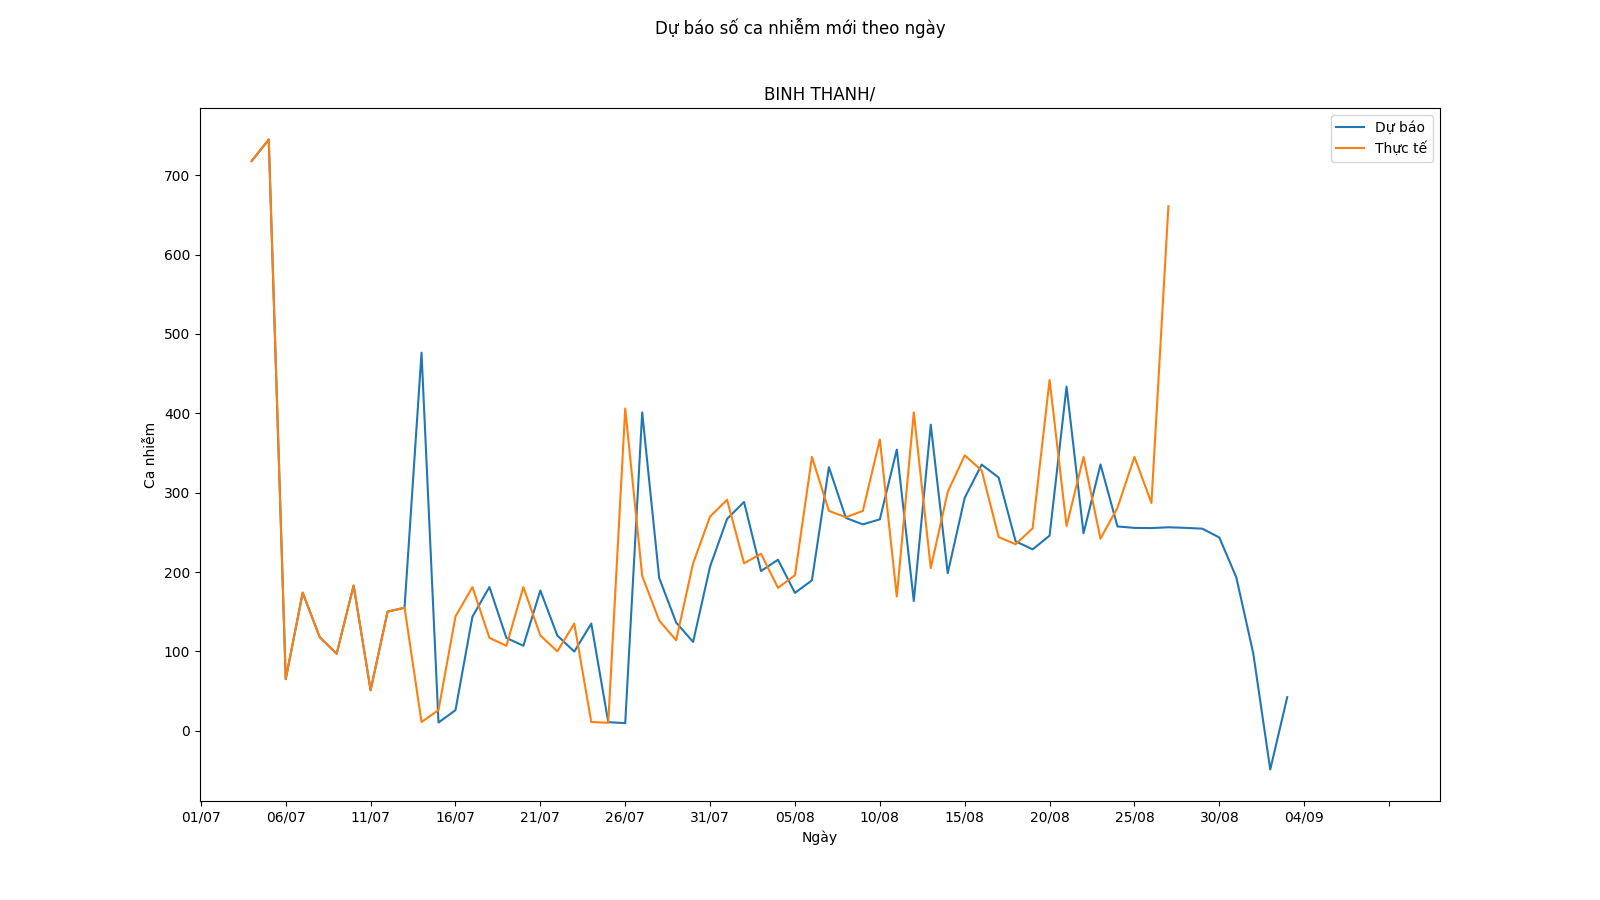 Dự báo số ca nhiễm mới theo ngày
BINH THANH/
Dự báo
Thực tế
700
600
500
400
300
200
100
0
Ca nhiễm
01/07 06/07 11/07 16/07 21/07 26/07 31/07 05/08 10/08 15/08 20/08 25/08 30/08 04/09
Ngày